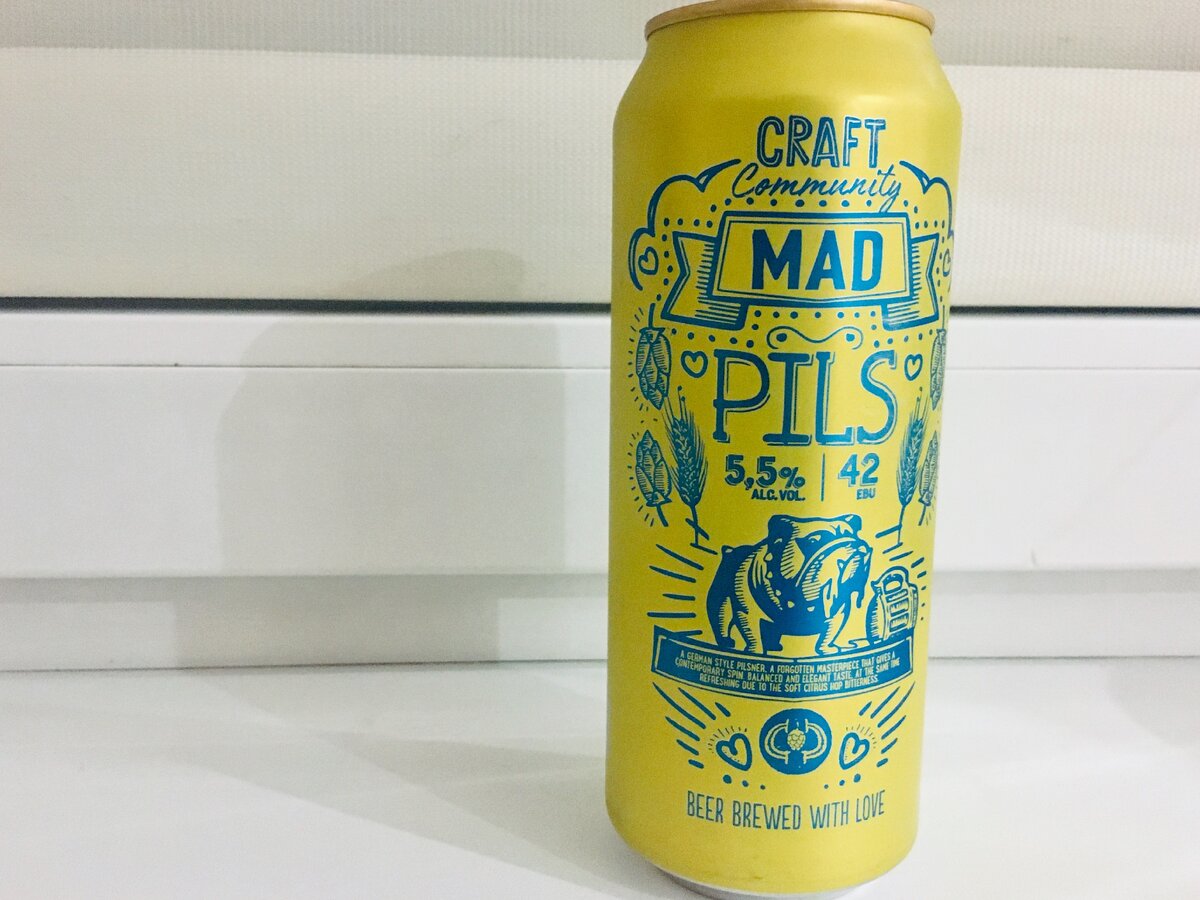 CRAFT
Community
MAD
PILS
5,5% | 42
ALC. VOL. EBU
A GERMAN STYLE PILSNER. A FORGOTTEN MASTERPIECE THAT GIVES A
CONTEMPORARY SPIN. BALANCED AND ELEGANT TASTE, AT THE SAME TIME
REFRESHING DUE TO THE SOFT CITRUS HOP BITTERNESS
BEER BREWED WITH LOVE